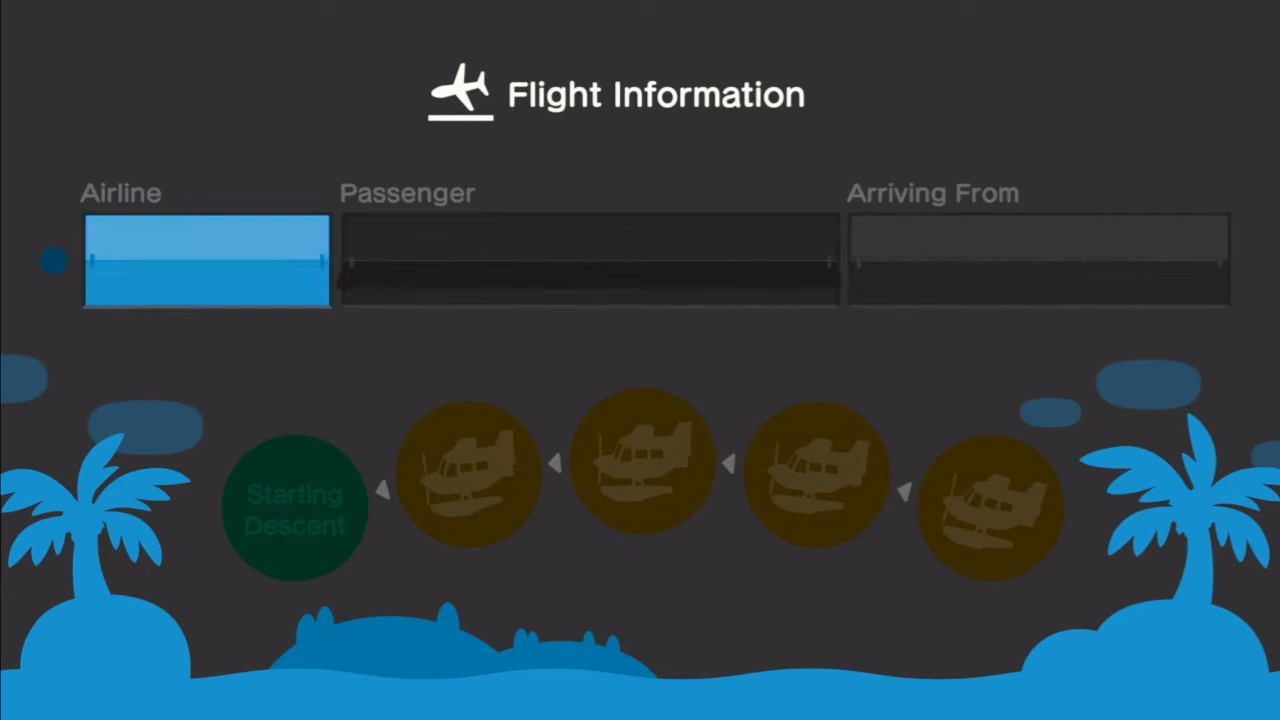 Flight Information
Airline
Passenger
Arriving From
Starting
Descent